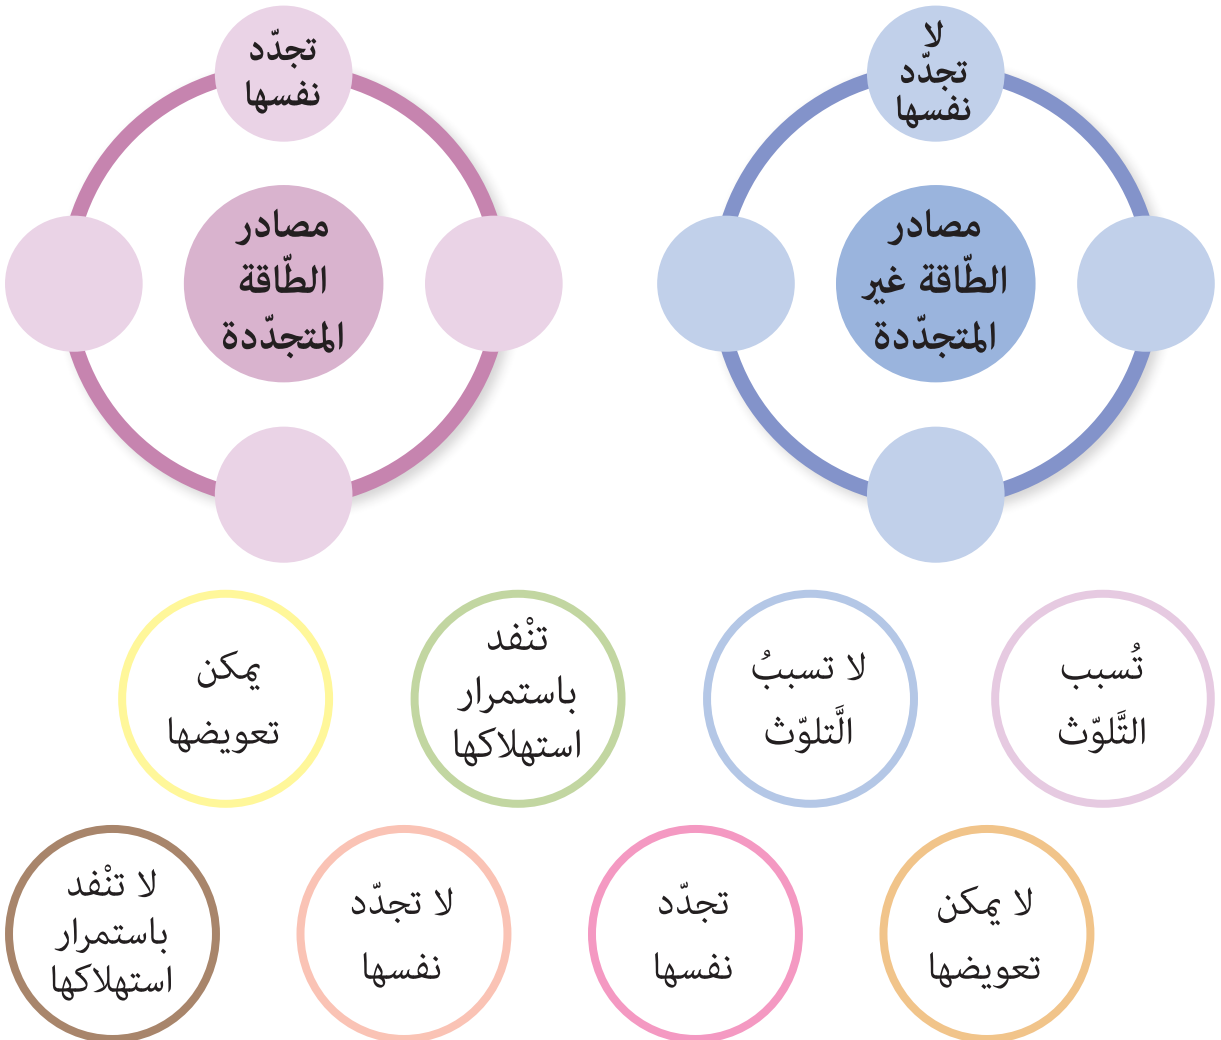 لا
تجدّد
نفسها
مصادر
الطّاقة غير
المتجدّدة
تجدّد
نفسها
مصادر
الطّاقة
المتجدّدة
تُسبب
التَّلوّث
لا تسببُ
الَّتلوّث
تنْفد
باستمرار
استهلاكها
يمكن
تعويضها
لا يمكن
تعويضها
تجدّد
نفسها
لا تجدّد
نفسها
لا تنْفد
باستمرار
استهلاكها